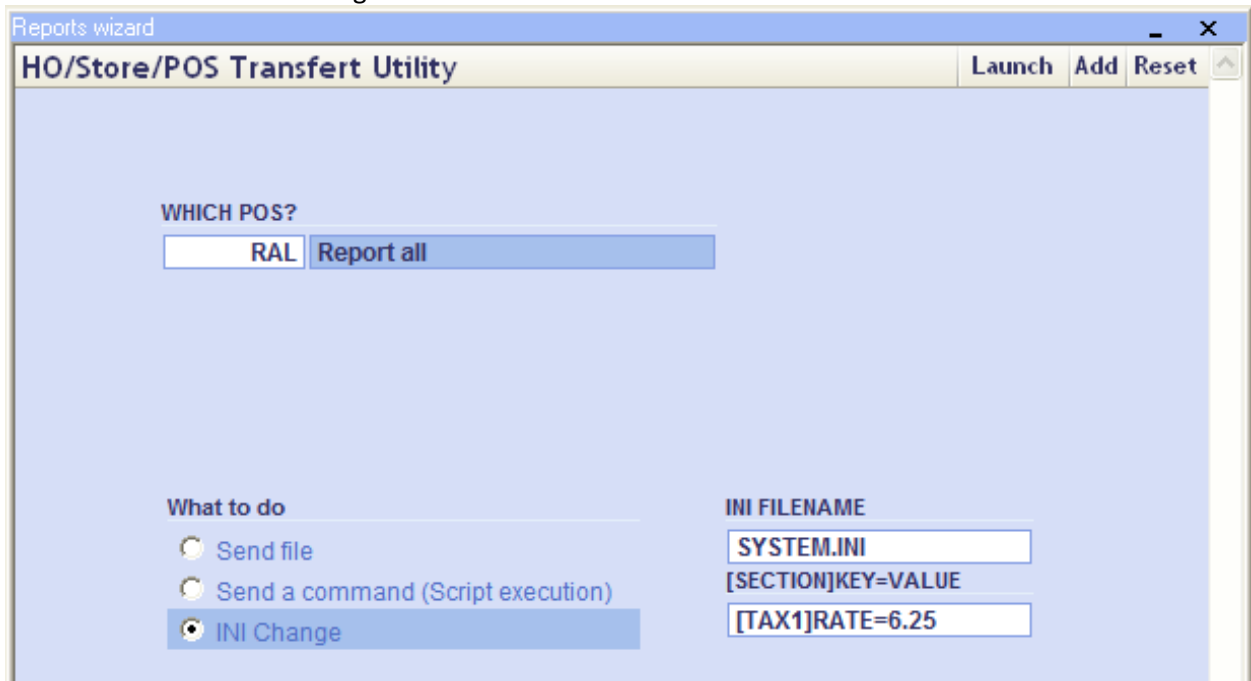 Reports wizard
HO/Store/POS Transfert Utility Launch Add Reset
WHICH POS?
RAL Report all
What to do
Send file
Send a command (Script execution)
INI Change
INI FILENAME
SYSTEM.INI
[SECTION]KEY=VALUE
[TAX1]RATE=6.25